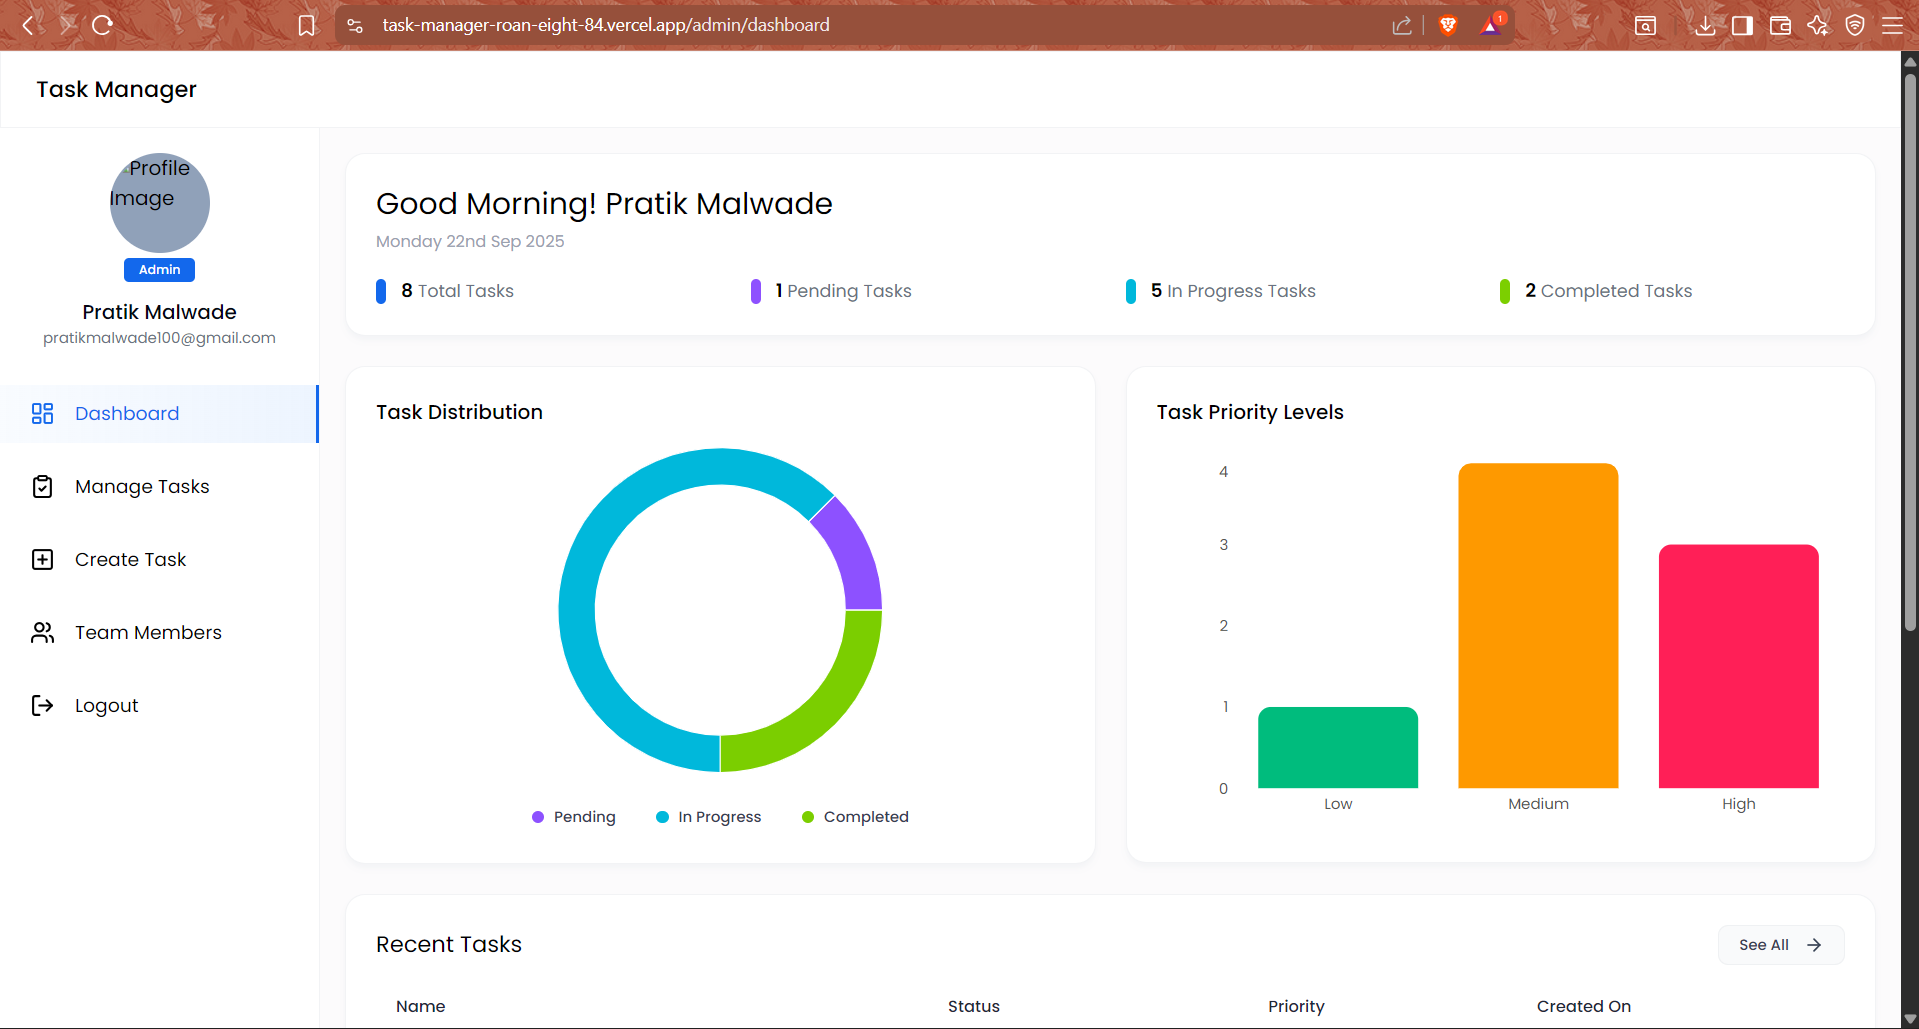 task-manager-roan-eight-84.vercel.app/admin/dashboard
1
Task Manager
Profile
Image
Admin
Pratik Malwade
pratikmalwade100@gmail.com
Dashboard
Manage Tasks
Create Task
Team Members
Logout
Good Morning! Pratik Malwade
Monday 22nd Sep 2025
8 Total Tasks
1 Pending Tasks
5 In Progress Tasks
2 Completed Tasks
Task Distribution
Pending
In Progress
Completed
Task Priority Levels
4
3
2
1
0
Low
Medium
High
Recent Tasks
See All
Name
Status
Priority
Created On